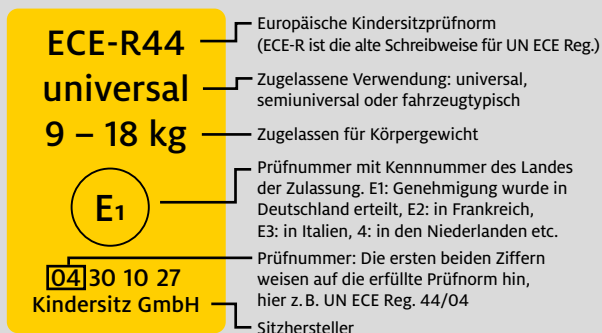 ECE-R44
universal
9 – 18 kg
E1
04 30 10 27
Kindersitz GmbH
Europäische Kindersitzprüfnorm
(ECE-R ist die alte Schreibweise für UN ECE Reg.)
Zugelassene Verwendung: universal,
semiuniversal oder fahrzeugtypisch
Zugelassen für Körpergewicht
Prüfnummer mit Kennnummer des Landes
der Zulassung. E1: Genehmigung wurde in
Deutschland erteilt, E2: in Frankreich,
E3: in Italien, 4: in den Niederlanden etc.
Prüfnummer: Die ersten beiden Ziffern
weisen auf die erfüllte Prüfnorm hin,
hier z. B. UN ECE Reg. 44/04
Sitzhersteller